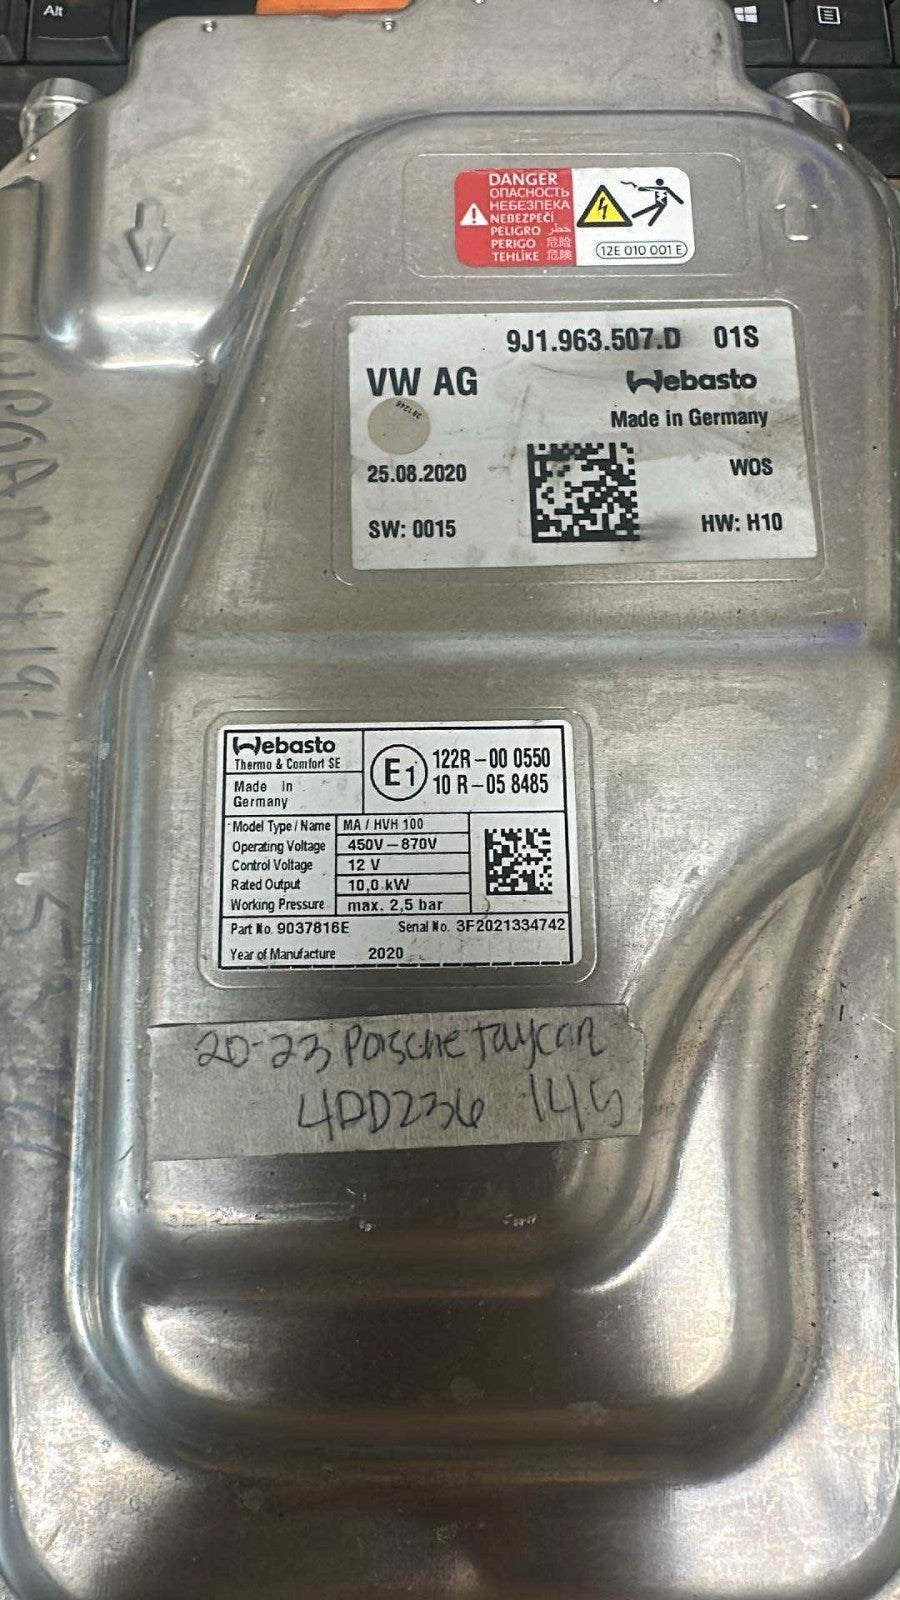 Alt
DANGER
ОПАСНОСТЬ
НЕБЕЗПЕКА
NEBEZPEČÍ
PELIGRO خطر
PERIGO 危险
TEHLİKE 危険
12E 010 001 E
9J1.963.507.D 01S
VW AG
Webasto
Made in Germany
25.08.2020
WOS
SW: 0015
HW: H10
Webasto
Thermo & Comfort SE
Made in
Germany
E1
122R-00 0550
10 R-05 8485
Model Type / Name MA / HVH 100
Operating Voltage 450V-870V
Control Voltage 12 V
Rated Output 10,0 kW
Working Pressure max. 2,5 bar
Part No. 9037816E Serial No. 3F2021334742
Year of Manufacture 2020
20-23 Porsche Taycan
4DD236 145